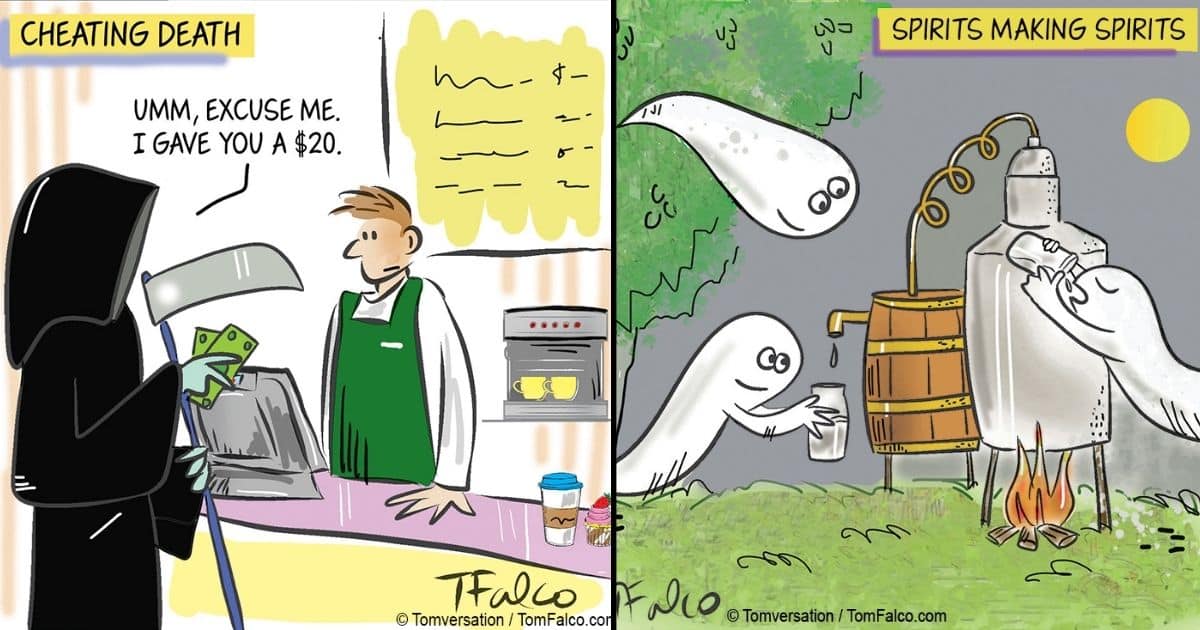 CHEATING DEATH
UMM, EXCUSE ME.
I GAVE YOU A $20.
TFalco
© Tomversation / TomFalco.com
SPIRITS MAKING SPIRITS
TFalco
© Tomversation / TomFalco.com